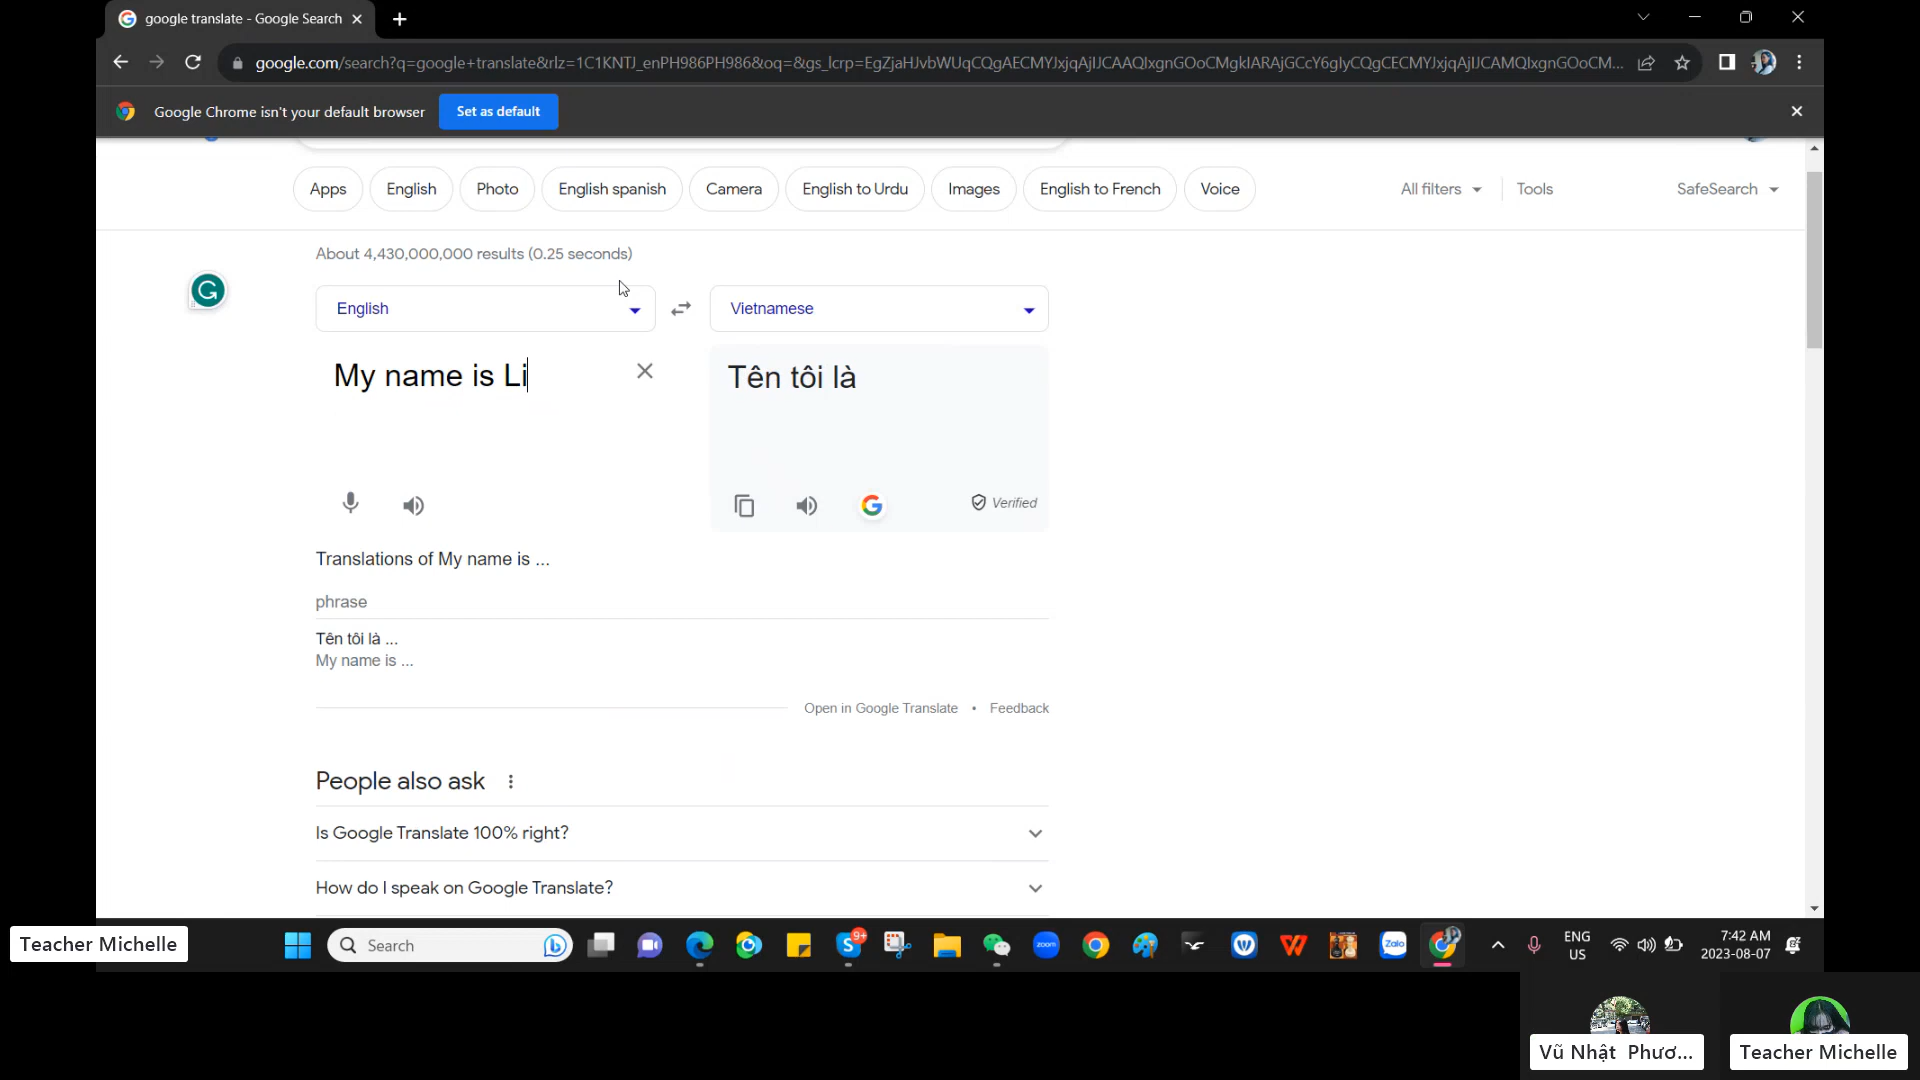 google translate - Google Search
google.com/search?q=google+translate&rlz=1C1KNTJ_enPH986PH986&oq=&gs_lcrp=EgZjaHJvbWUqCQgAECMYJxjqAjIJCAAQIxgnGOoCMgkIARAjGCcY6gIyCQgCECMYJxjqAjIJCAMQIxgnGOoCM...
Google Chrome isn't your default browser Set as default
Apps English Photo English spanish Camera English to Urdu Images English to French Voice All filters Tools SafeSearch
About 4,430,000,000 results (0.25 seconds)
English Vietnamese
My name is Li Tên tôi là
Verified
Translations of My name is ...
phrase
Tên tôi là ...
My name is ...
Open in Google Translate • Feedback
People also ask
Is Google Translate 100% right?
How do I speak on Google Translate?
Teacher Michelle
Search
9+
zoom
Zalo
ENG
US
7:42 AM
2023-08-07
Vũ Nhật Phươ... Teacher Michelle